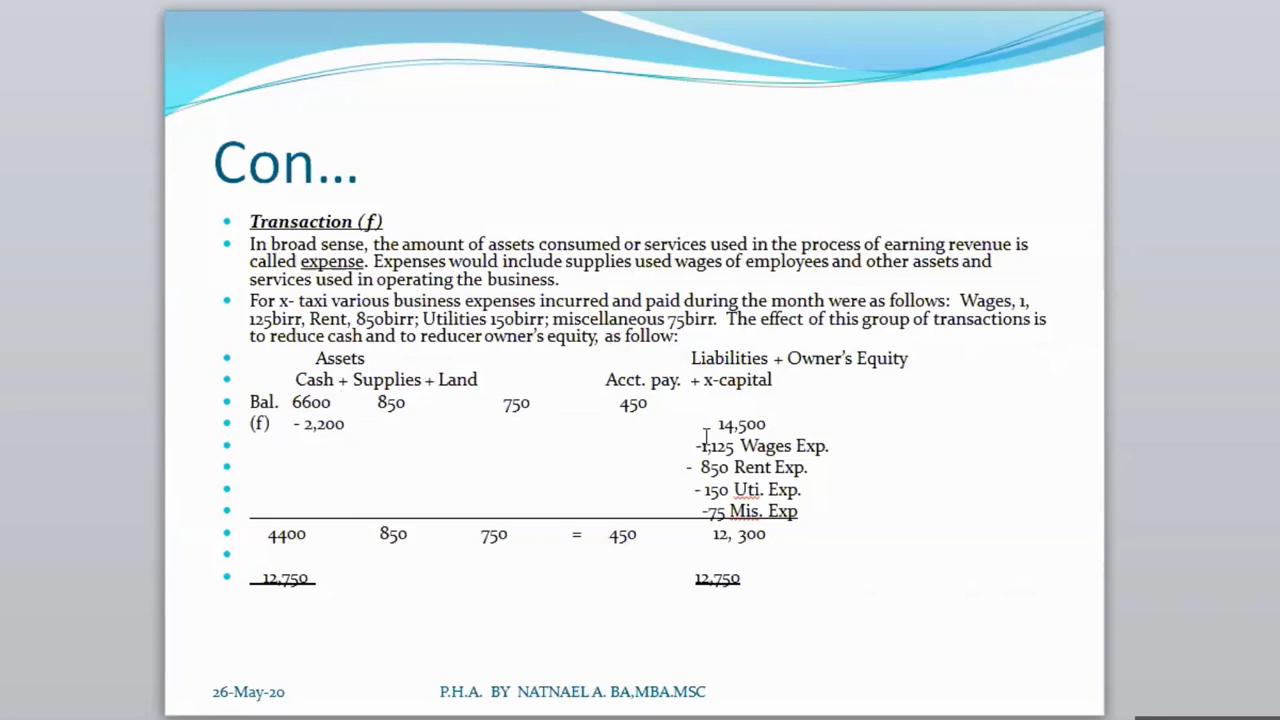 Con...
Transaction (f)
In broad sense, the amount of assets consumed or services used in the process of earning revenue is
called expense. Expenses would include supplies used wages of employees and other assets and
services used in operating the business.
For x- taxi various business expenses incurred and paid during the month were as follows: Wages, 1,
125birr, Rent, 850birr; Utilities 150birr; miscellaneous 75birr. The effect of this group of transactions is
to reduce cash and to reducer owner's equity, as follow:
Assets Liabilities + Owner's Equity
Cash + Supplies + Land Acct. pay. + x-capital
Bal. 6600 850 750 450
(f) - 2,200 14,500
-1,125 Wages Exp.
- 850 Rent Exp.
- 150 Uti. Exp.
-75 Mis. Exp
4400 850 750 = 450 12, 300
12,750 12,750
26-May-20 P.H.A. BY NATNAEL A. BA,MBA.MSC